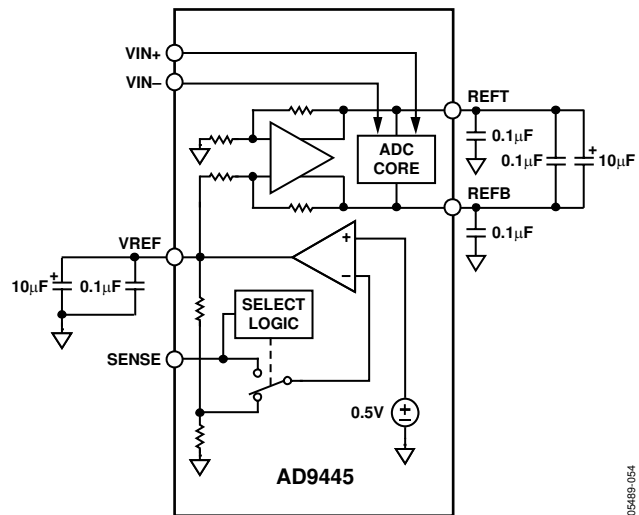 VIN+
VIN–
REFT
0.1µF
ADC
CORE
0.1µF
10µF
+
REFB
0.1µF
VREF
+
–
10µF
+
0.1µF
SELECT
LOGIC
SENSE
0.5V
+
–
AD9445
05489-054